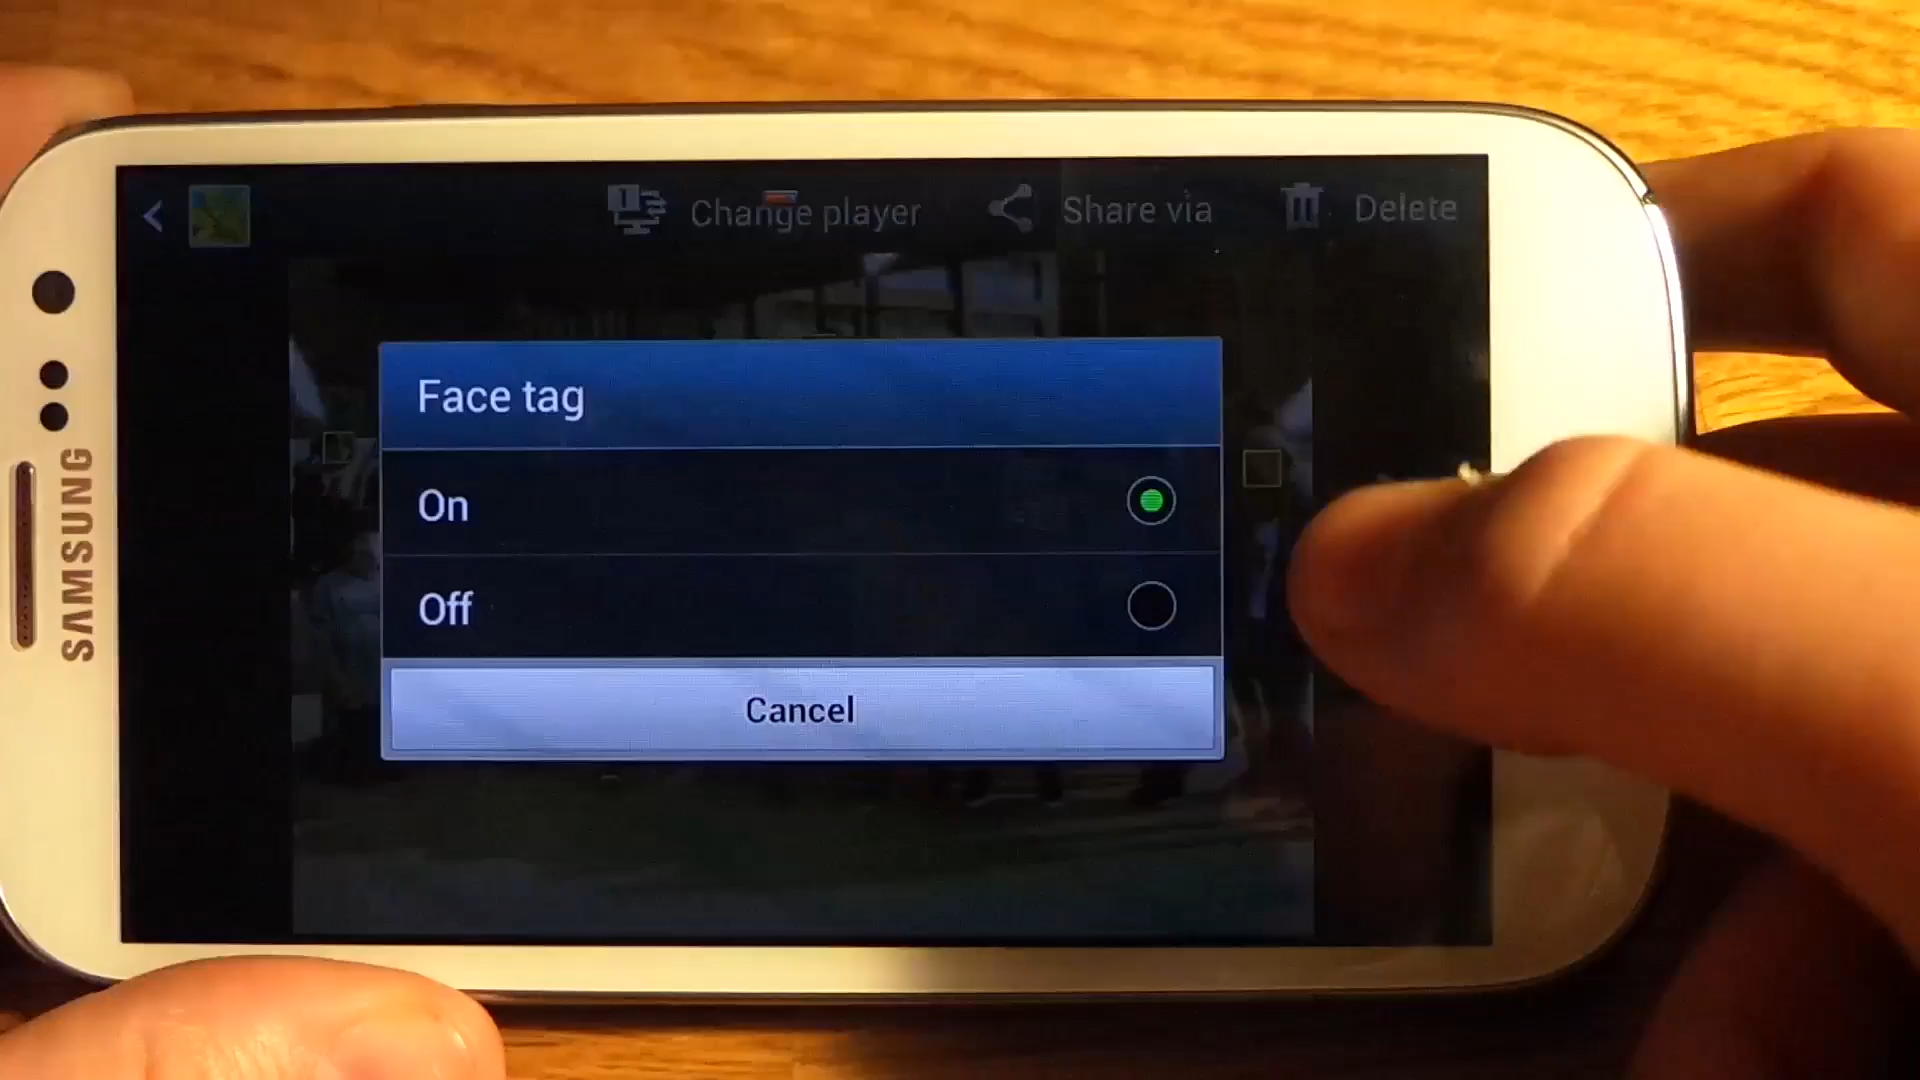 Change player
Share via
Delete
Face tag
On
Off
Cancel
SAMSUNG